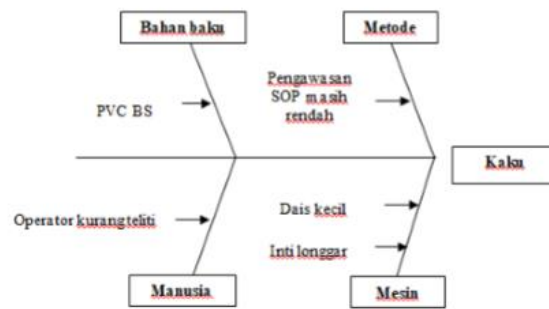 Bahan baku
Metode
PVC BS
Pengawasan
SOP masih
rendah
Kaku
Operator kurang teliti
Dais kecil
Inti longgar
Manusia
Mesin